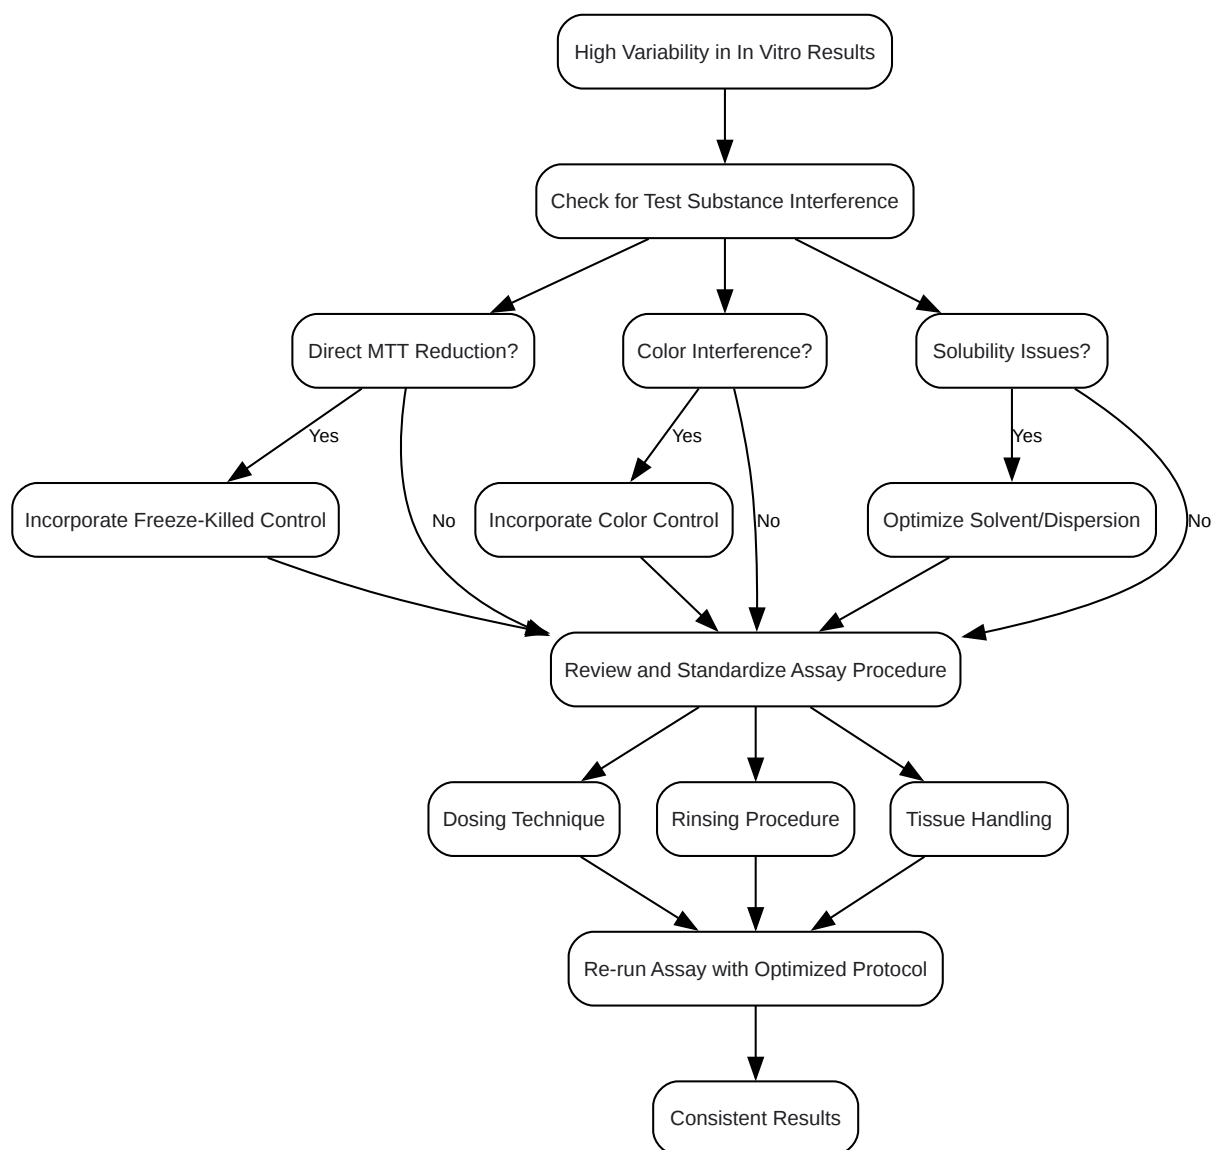 High Variability in In Vitro Results
Check for Test Substance Interference
Direct MTT Reduction?
Color Interference?
Solubility Issues?
Yes
Yes
Yes
Incorporate Freeze-Killed Control
No
Incorporate Color Control
No
Optimize Solvent/Dispersion
No
Review and Standardize Assay Procedure
Dosing Technique
Rinsing Procedure
Tissue Handling
Re-run Assay with Optimized Protocol
Consistent Results